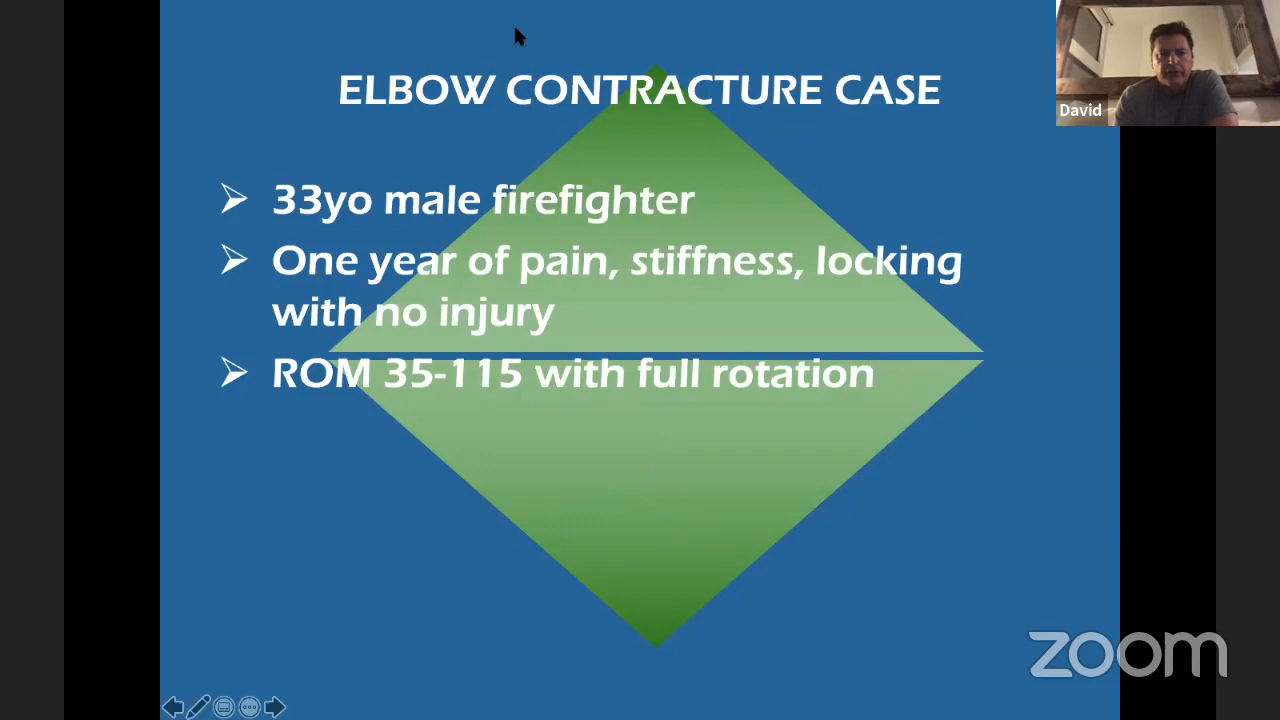 ELBOW CONTRACTURE CASE
David
33yo male firefighter
One year of pain, stiffness, locking
with no injury
ROM 35-115 with full rotation
zoom